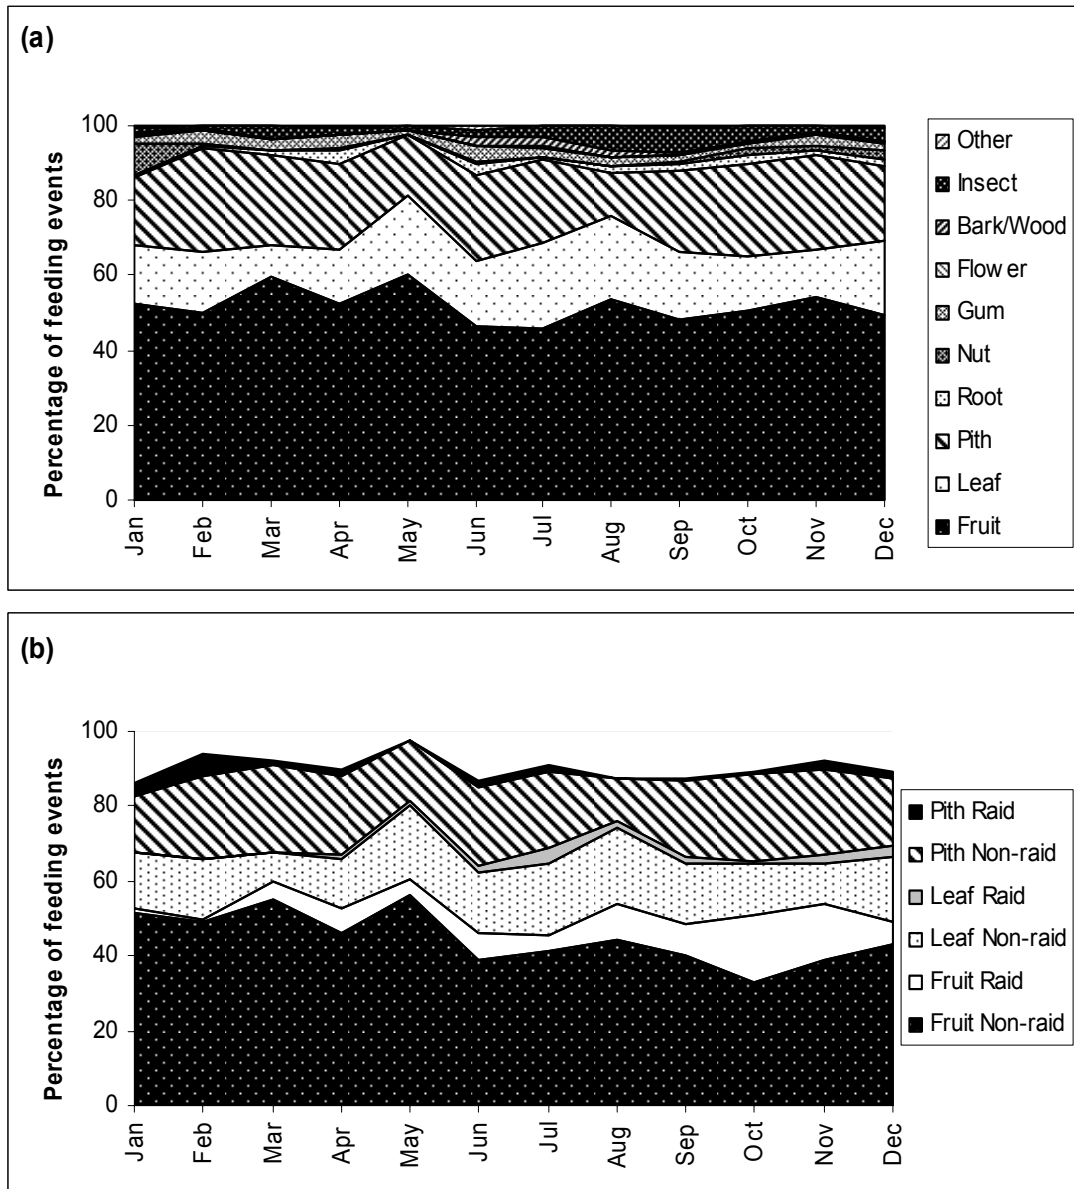 (a)
Percentage of feeding events
100
80
60
40
20
0
Jan
Feb
Mar
Apr
May
Jun
Jul
Aug
Sep
Oct
Nov
Dec
Other
Insect
Bark/Wood
Flower
Gum
Nut
Root
Pith
Leaf
Fruit
(b)
Percentage of feeding events
100
80
60
40
20
0
Jan
Feb
Mar
Apr
May
Jun
Jul
Aug
Sep
Oct
Nov
Dec
Pith Raid
Pith Non-raid
Leaf Raid
Leaf Non-raid
Fruit Raid
Fruit Non-raid